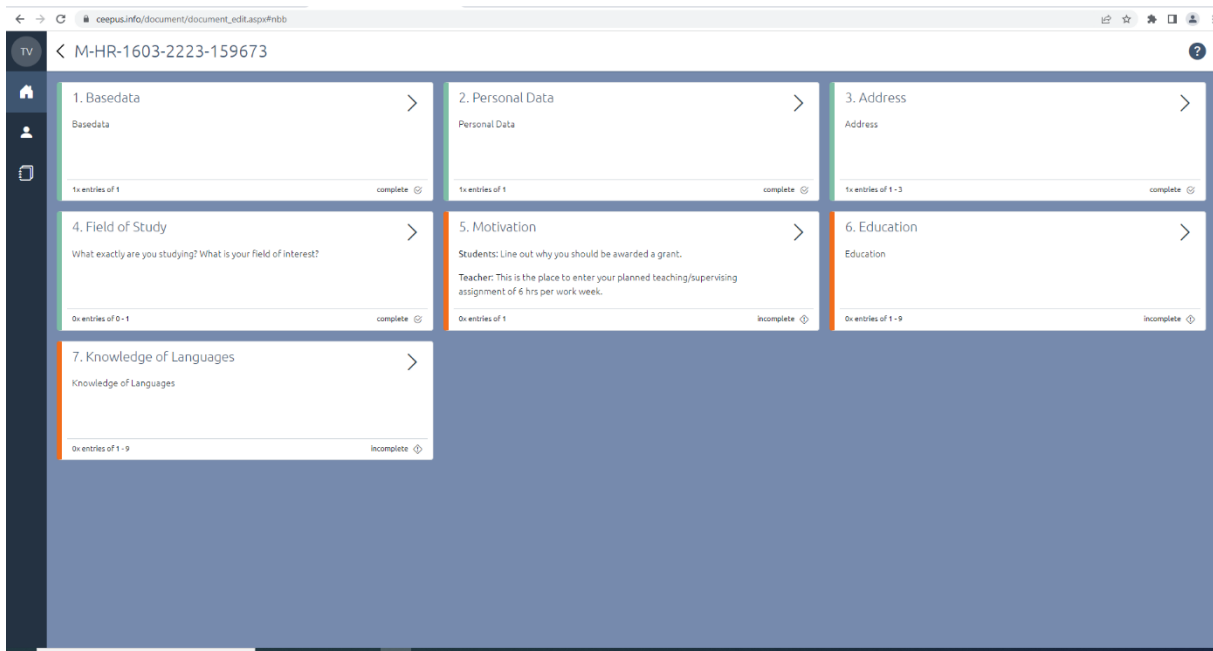 ceepus.info/document/document_edit.aspx#nbb
TV
M-HR-1603-2223-159673
?
1. Basedata
Basedata
1x entries of 1
complete
2. Personal Data
Personal Data
1x entries of 1
complete
3. Address
Address
1x entries of 1 - 3
complete
4. Field of Study
What exactly are you studying? What is your field of interest?
0x entries of 0 - 1
complete
5. Motivation
Students: Line out why you should be awarded a grant.
Teacher: This is the place to enter your planned teaching/supervising
assignment of 6 hrs per work week.
0x entries of 1
incomplete
6. Education
Education
0x entries of 1 - 9
incomplete
7. Knowledge of Languages
Knowledge of Languages
0x entries of 1 - 9
incomplete